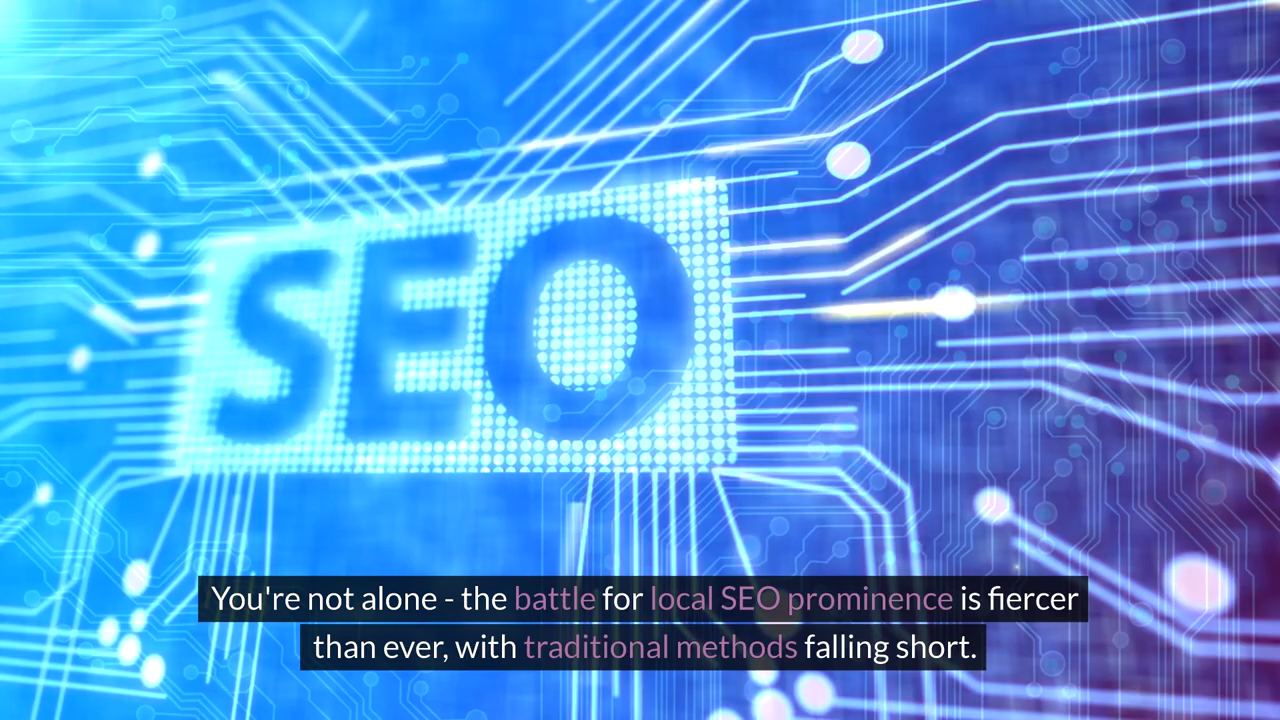 SEO
You're not alone - the battle for local SEO prominence is fiercer
than ever, with traditional methods falling short.